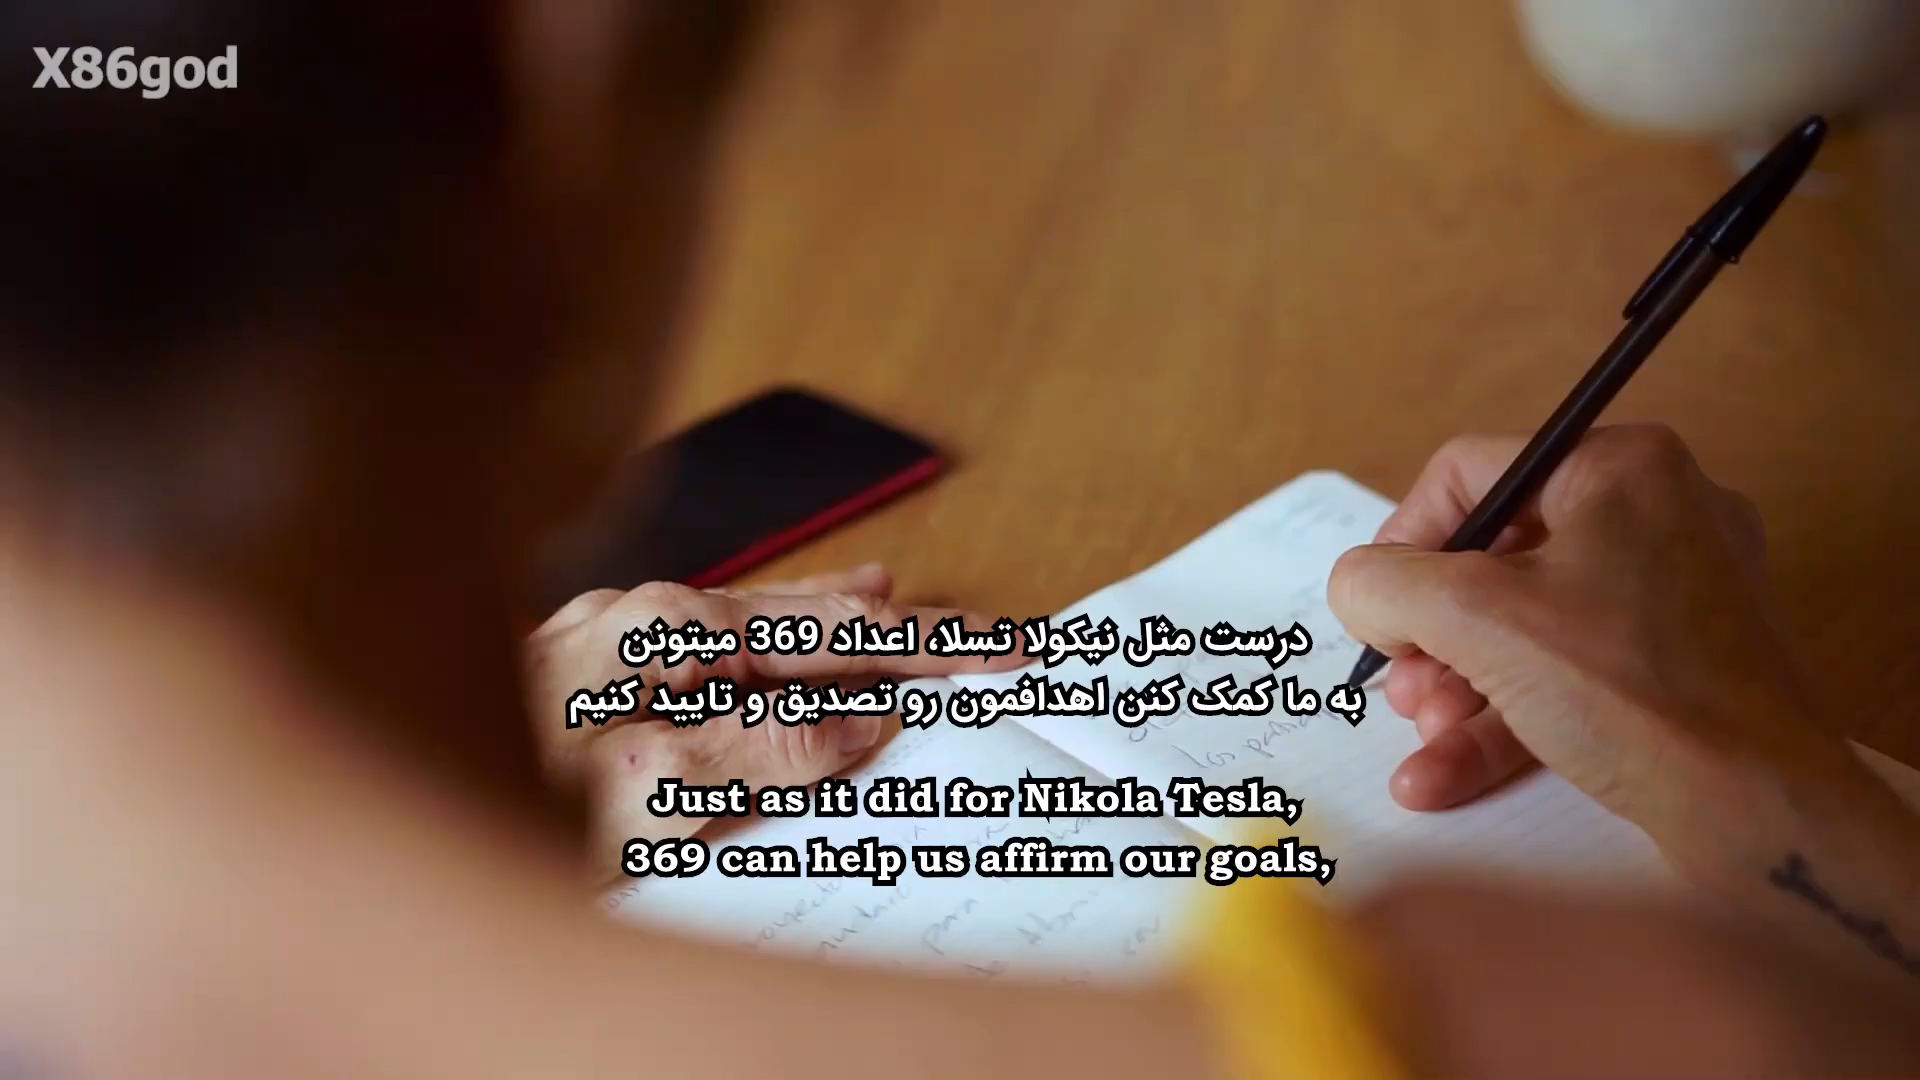 X86god
درست مثل نیکولا تسلا، اعداد 369 میتونن
به ما کمک کنن اهدافمون رو تصدیق و تایید کنیم
Just as it did for Nikola Tesla,
369 can help us affirm our goals,
para